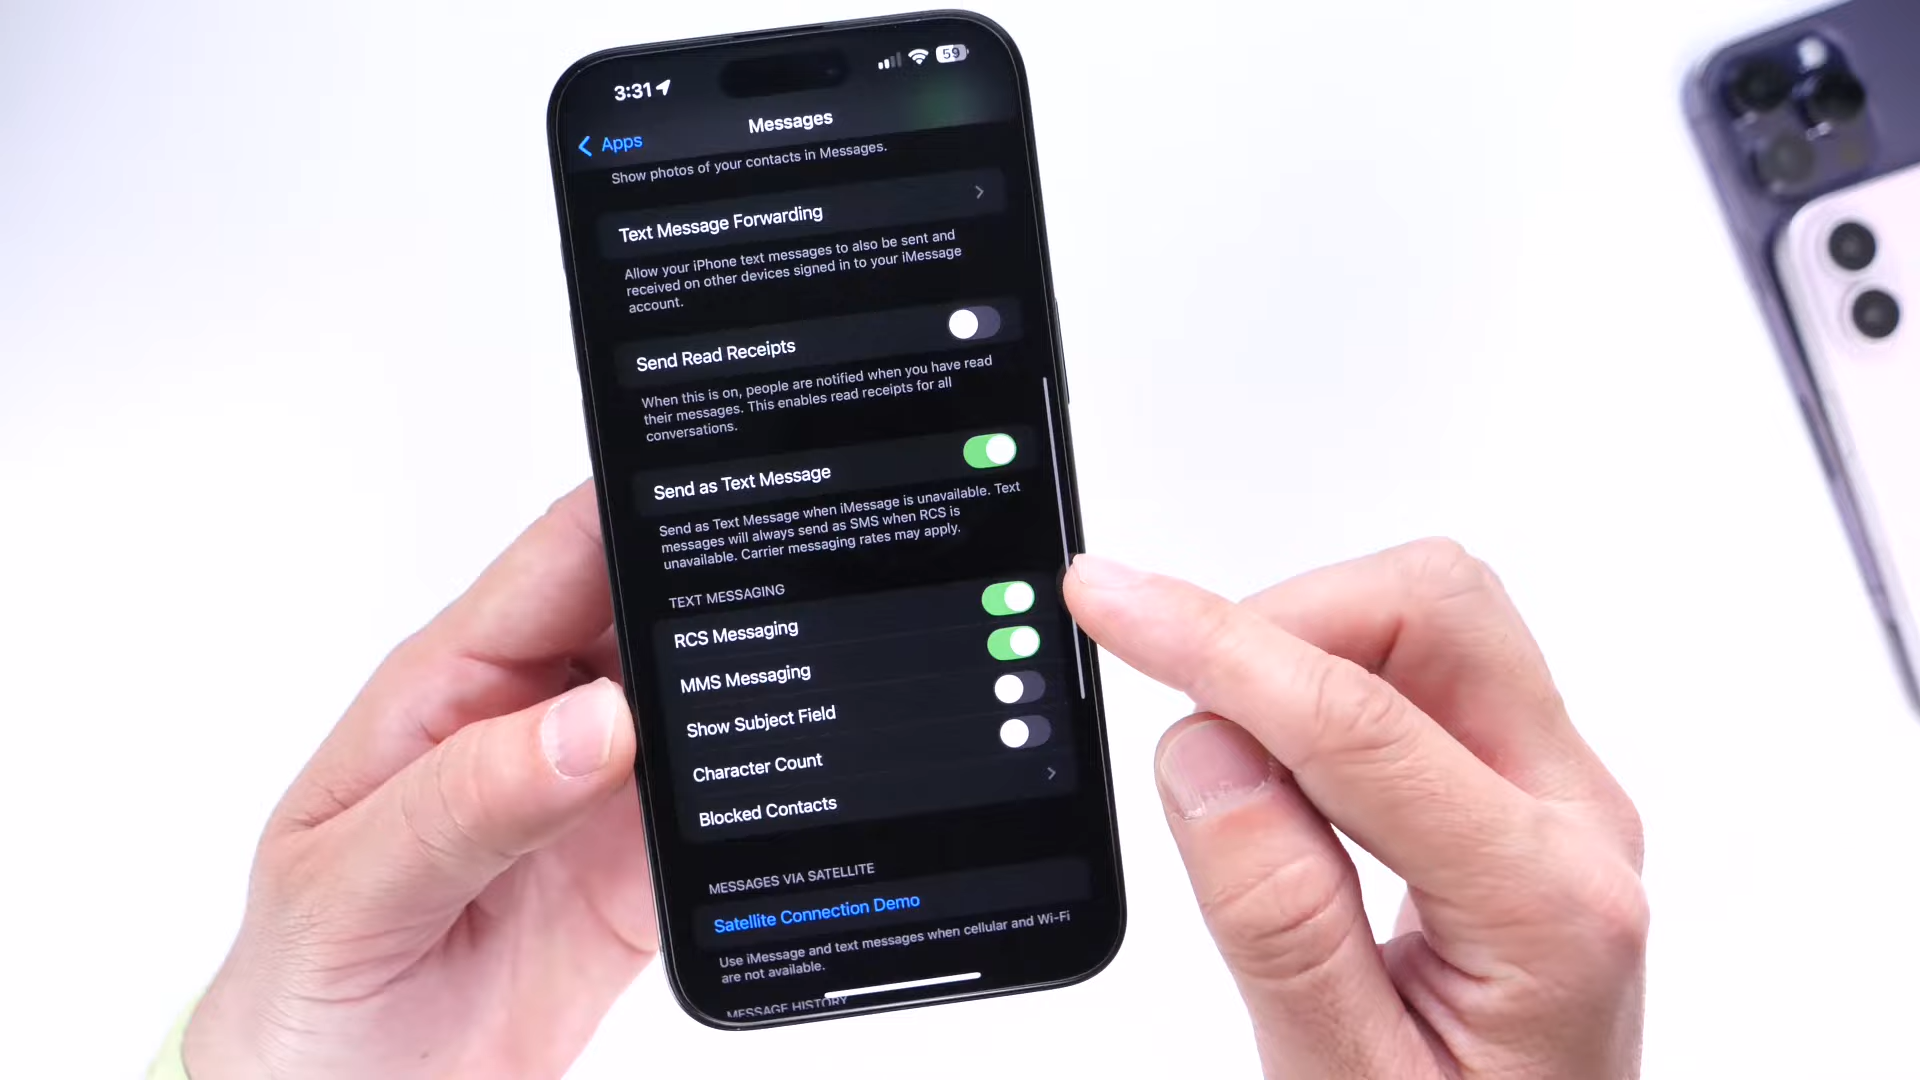 3:31
59
Apps
Messages
Show photos of your contacts in Messages.
Text Message Forwarding
Allow your iPhone text messages to also be sent and
received on other devices signed in to your iMessage
account.
Send Read Receipts
When this is on, people are notified when you have read
their messages. This enables read receipts for all
conversations.
Send as Text Message
Send as Text Message when iMessage is unavailable. Text
messages will always send as SMS when RCS is
unavailable. Carrier messaging rates may apply.
TEXT MESSAGING
RCS Messaging
MMS Messaging
Show Subject Field
Character Count
Blocked Contacts
MESSAGES VIA SATELLITE
Satellite Connection Demo
Use iMessage and text messages when cellular and Wi-Fi
are not available.
MESSAGE HISTORY